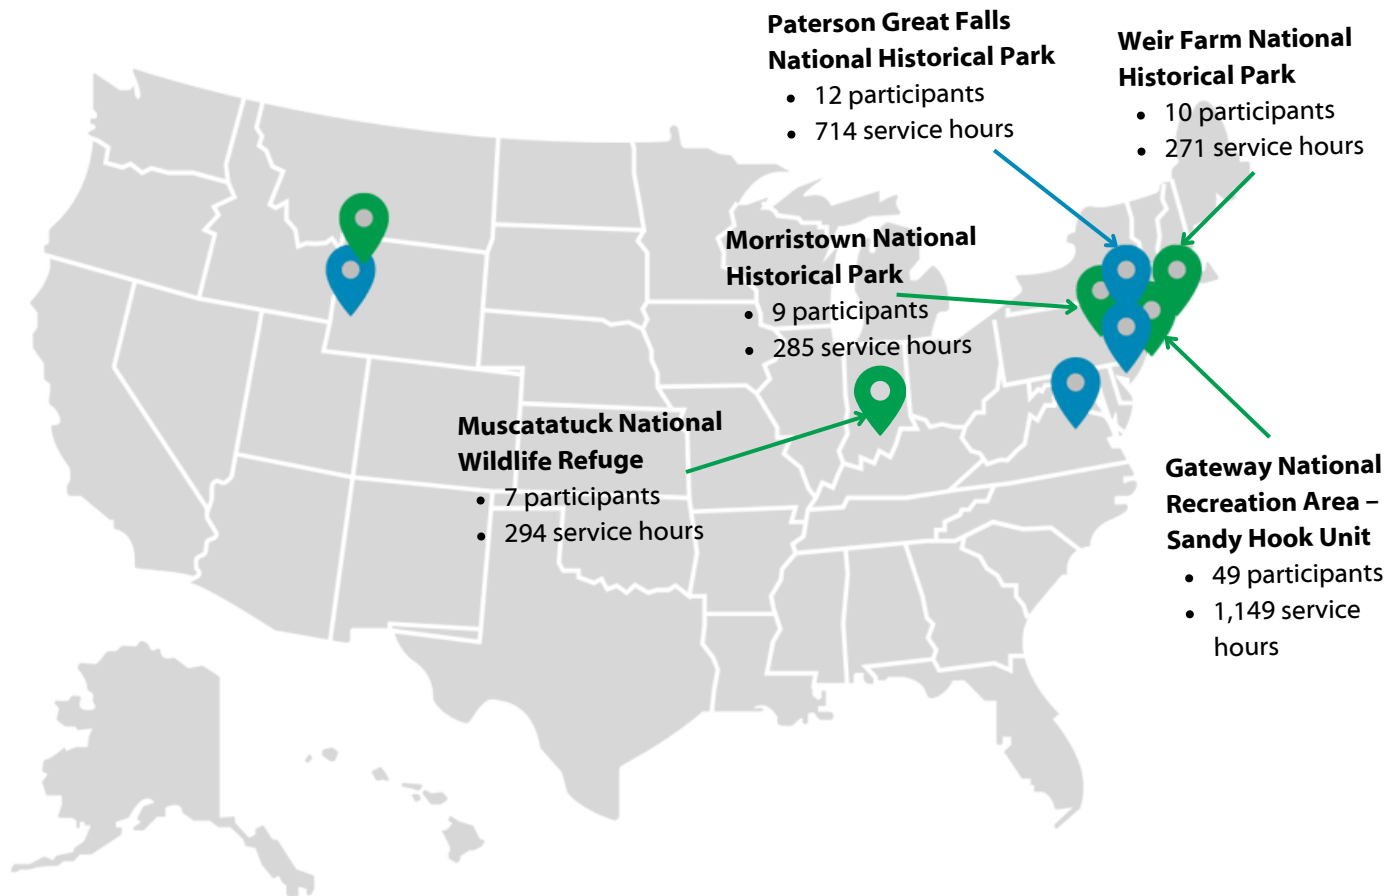 Paterson Great Falls
National Historical Park
• 12 participants
• 714 service hours
Weir Farm National
Historical Park
• 10 participants
• 271 service hours
Morristown National
Historical Park
• 9 participants
• 285 service hours
Muscatatuck National
Wildlife Refuge
• 7 participants
• 294 service hours
Gateway National
Recreation Area –
Sandy Hook Unit
• 49 participants
• 1,149 service
hours